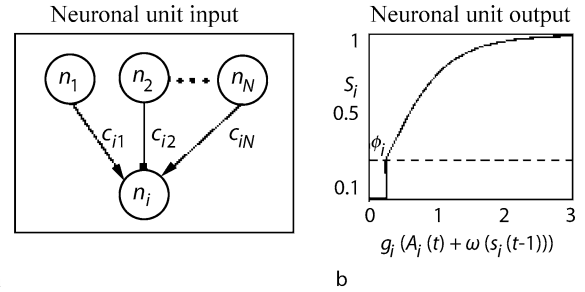 Neuronal unit input
n1 n2 nN
ci1 ci2 ciN
ni
Neuronal unit output
1
Si
0.5
ϕi
0.1
0 1 2 3
gi (Ai (t) + ω (si (t-1)))
b